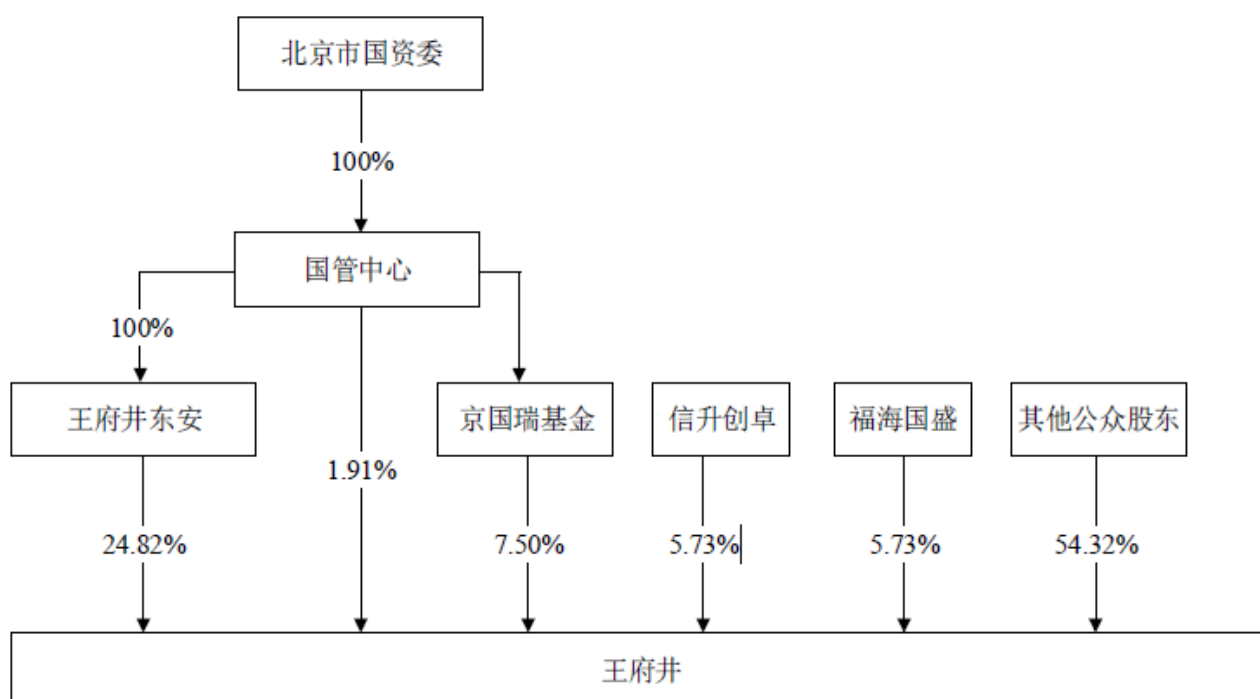 北京市国资委
100%
国管中心
100%
王府井东安
京国瑞基金
信升创卓
福海国盛
其他公众股东
1.91%
24.82%
7.50%
5.73%
5.73%
54.32%
王府井